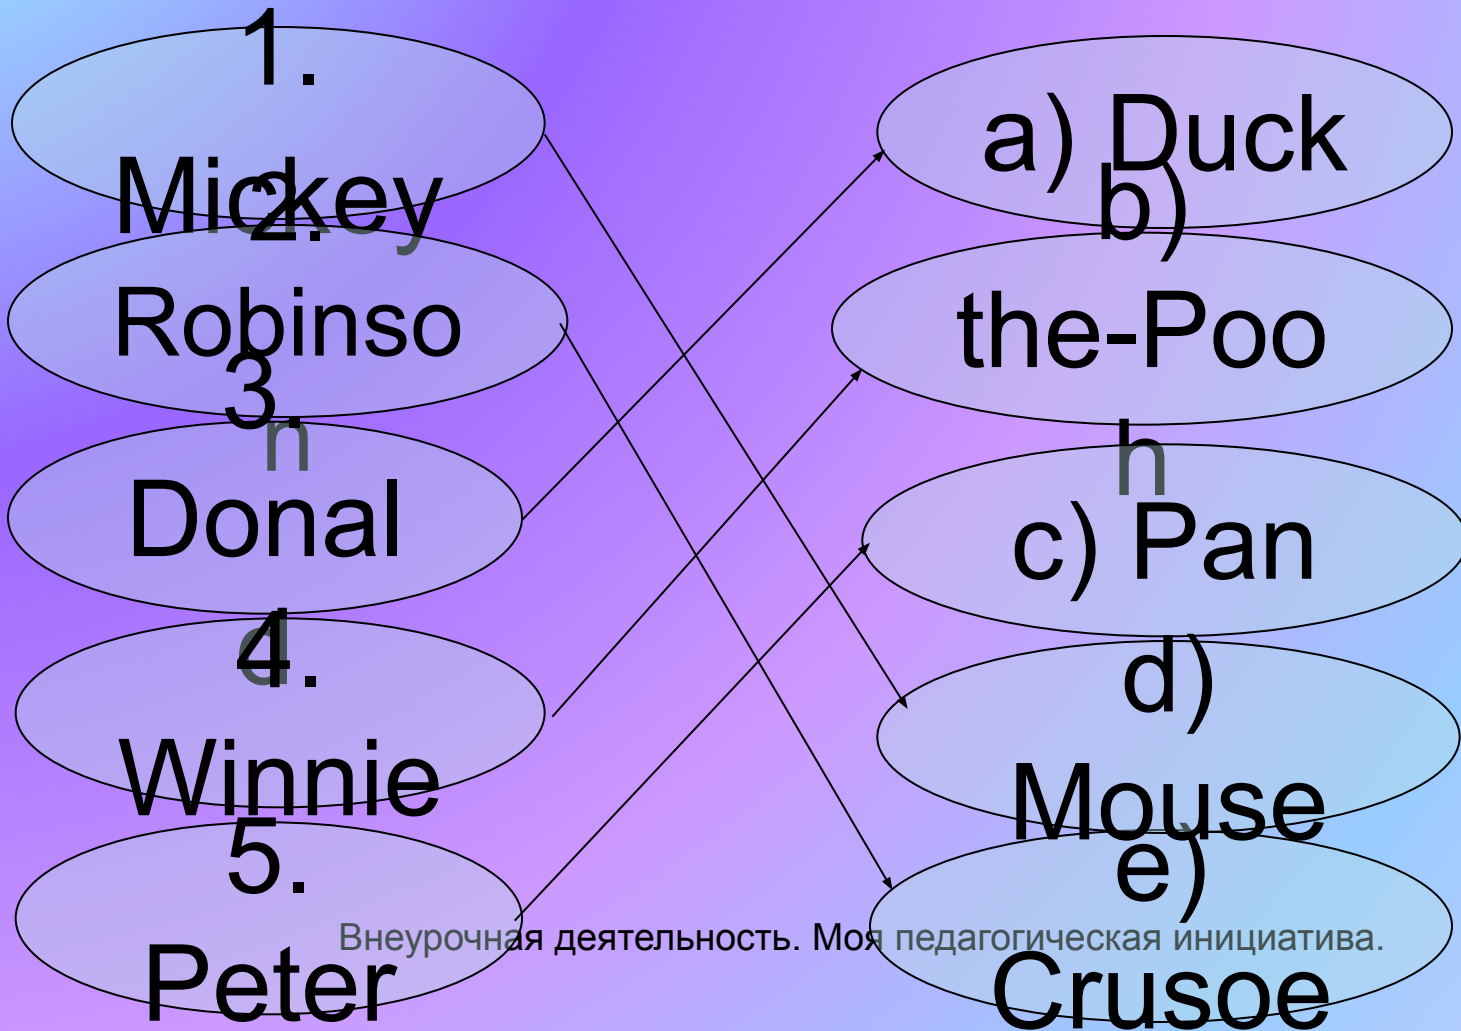 1.
Mickey
2.
Robinso
n
3.
Donal
d
4.
Winnie
5.
Peter
a) Duck
b)
the-Poo
h
c) Pan
d)
Mouse
e)
Crusoe
Внеурочная деятельность. Моя педагогическая инициатива.